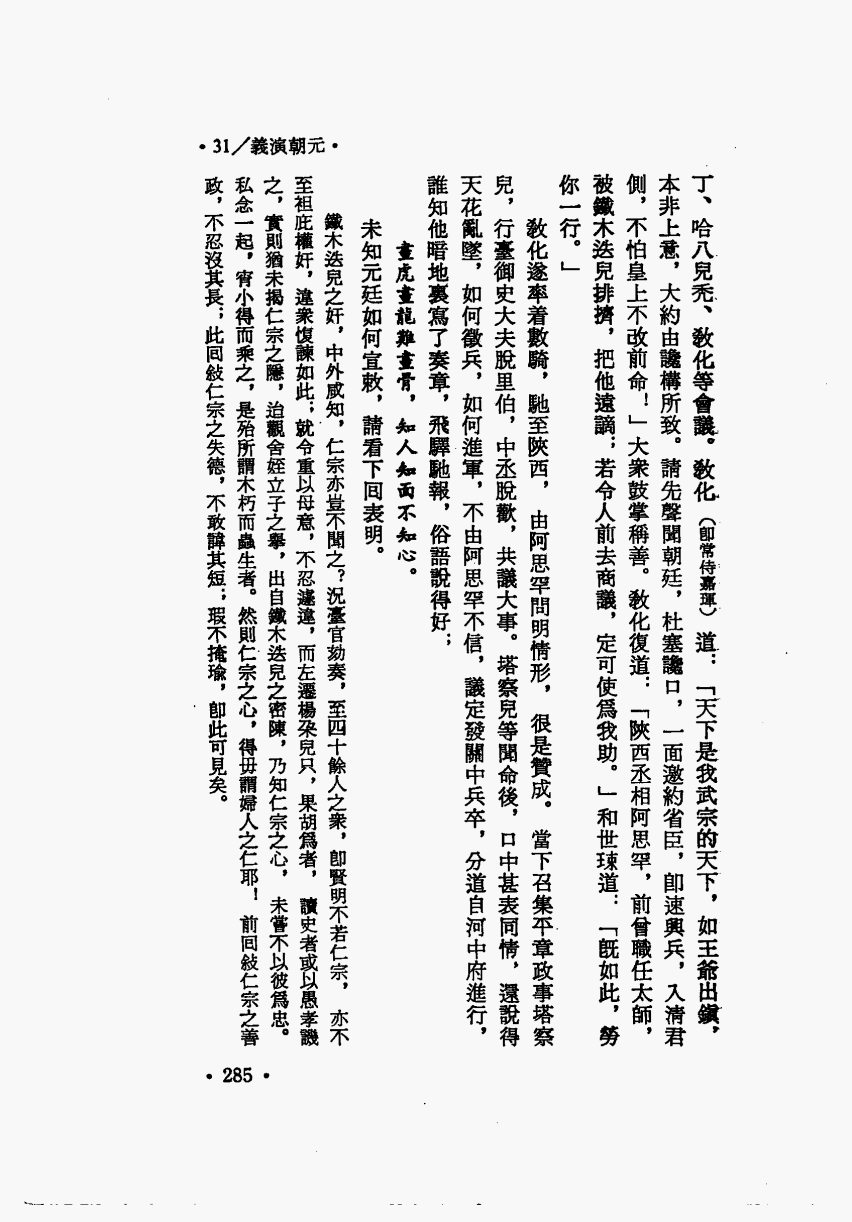 •31／義演朝元•
丁、哈八兒禿、敎化等會議。敎化（卽常侍嘉琿）道：「天下是我武宗的天下，如王爺出鎭，
本非上意，大約由讒構所致。請先聲聞朝廷，杜塞讒口，一面邀約省臣，卽速興兵，入清君
側，不怕皇上不改前命！」大衆鼓掌稱善。敎化復道：「陝西丞相阿思罕，前曾職任太師，
被鐵木迭兒排擠，把他遠謫；若令人前去商議，定可使爲我助。」和世㻋道：「旣如此，勞
你一行。」
敎化遂率着數騎，馳至陝西，由阿思罕問明情形，很是贊成。當下召集平章政事塔察
兒，行臺御史大夫脫里伯，中丞脫歡，共議大事。塔察兒等聞命後，口中甚表同情，還說得
天花亂墜，如何徵兵，如何進軍，不由阿思罕不信，議定發關中兵卒，分道自河中府進行，
誰知他暗地裏寫了奏章，飛驛馳報，俗語說得好；
畫虎畫龍難畫骨，知人知面不知心。
未知元廷如何宣敕，請看下囘表明。
鐵木迭兒之奸，中外咸知，仁宗亦豈不聞之？況臺官劾奏，至四十餘人之衆，卽賢明不若仁宗，亦不
至袒庇權奸，違衆愎諫如此；就令重以母意，不忍遽違，而左遷楊朶兒只，果胡爲者，讀史者或以愚孝譏
之，實則猶未揭仁宗之隱，迨觀舍姪立子之舉，出自鐵木迭兒之密陳，乃知仁宗之心，未嘗不以彼爲忠。
私念一起，宵小得而乘之，是殆所謂木朽而蟲生者。然則仁宗之心，得毋謂婦人之仁耶！前囘敍仁宗之善
政，不忍沒其長；此囘敍仁宗之失德，不敢諱其短；瑕不掩瑜，卽此可見矣。
•285•